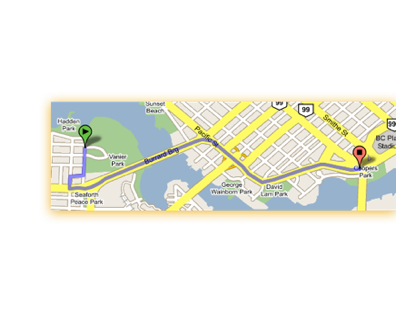 Sunset
Beach
99
99
Hadden
Park
Smithe St
99
Pacific St
BC Pla
Stadi
Vanier
Park
Burrard Brg
Coopers
Park
George
Wainborn Park
David
Lam Park
Seaforth
Peace Park